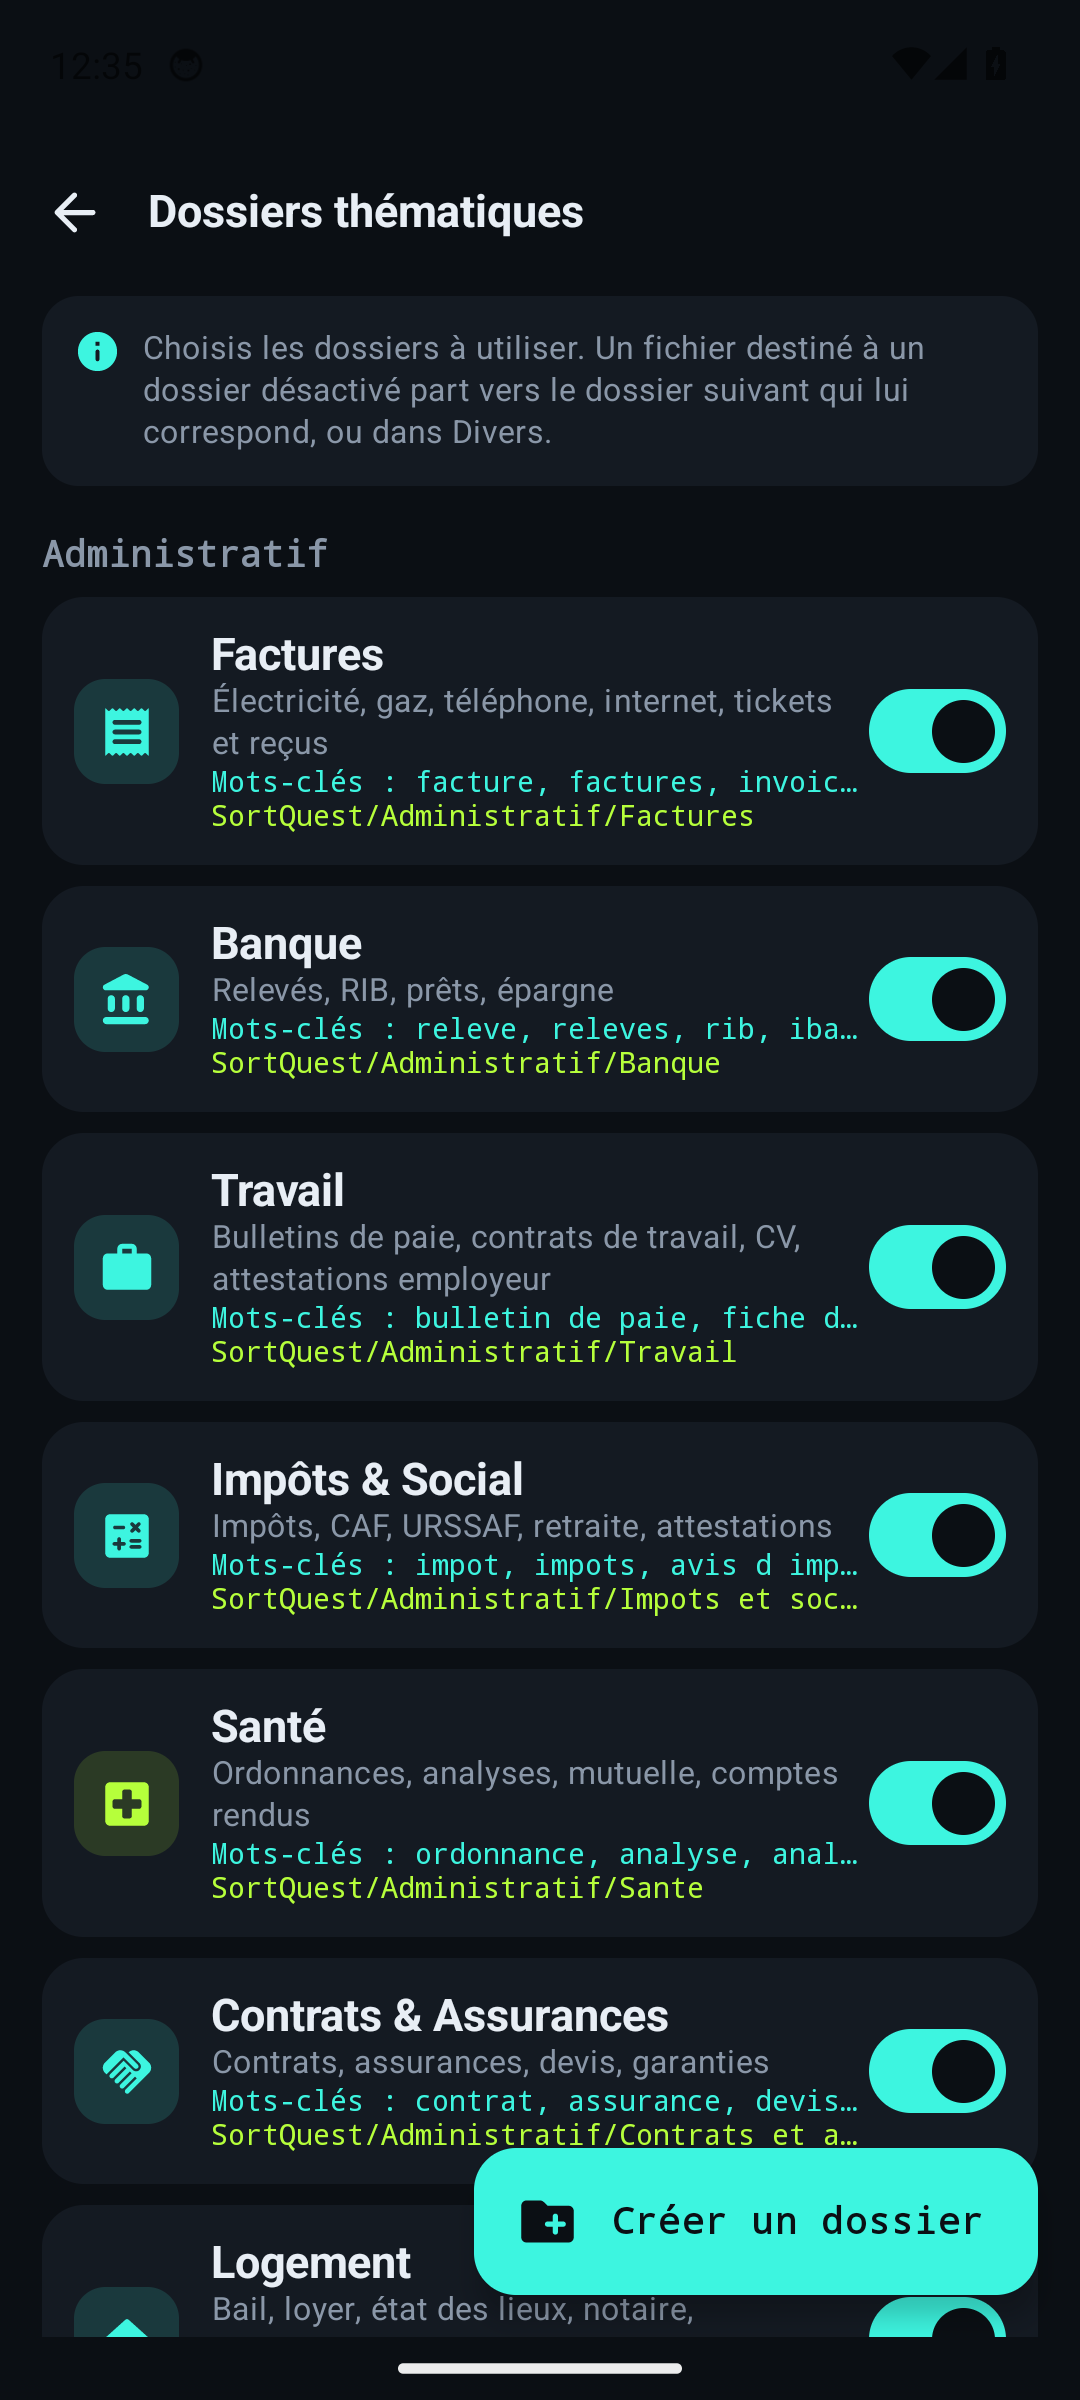 12:35
Dossiers thématiques
Choisis les dossiers à utiliser. Un fichier destiné à un
dossier désactivé part vers le dossier suivant qui lui
correspond, ou dans Divers.
Administratif
Factures
Électricité, gaz, téléphone, internet, tickets
et reçus
Mots-clés : facture, factures, invoic…
SortQuest/Administratif/Factures
Banque
Relevés, RIB, prêts, épargne
Mots-clés : releve, releves, rib, iba…
SortQuest/Administratif/Banque
Travail
Bulletins de paie, contrats de travail, CV,
attestations employeur
Mots-clés : bulletin de paie, fiche d…
SortQuest/Administratif/Travail
Impôts & Social
Impôts, CAF, URSSAF, retraite, attestations
Mots-clés : impot, impots, avis d imp…
SortQuest/Administratif/Impots et soc…
Santé
Ordonnances, analyses, mutuelle, comptes
rendus
Mots-clés : ordonnance, analyse, anal…
SortQuest/Administratif/Sante
Contrats & Assurances
Contrats, assurances, devis, garanties
Mots-clés : contrat, assurance, devis…
SortQuest/Administratif/Contrats et a…
Créer un dossier
Logement
Bail, loyer, état des lieux, notaire,